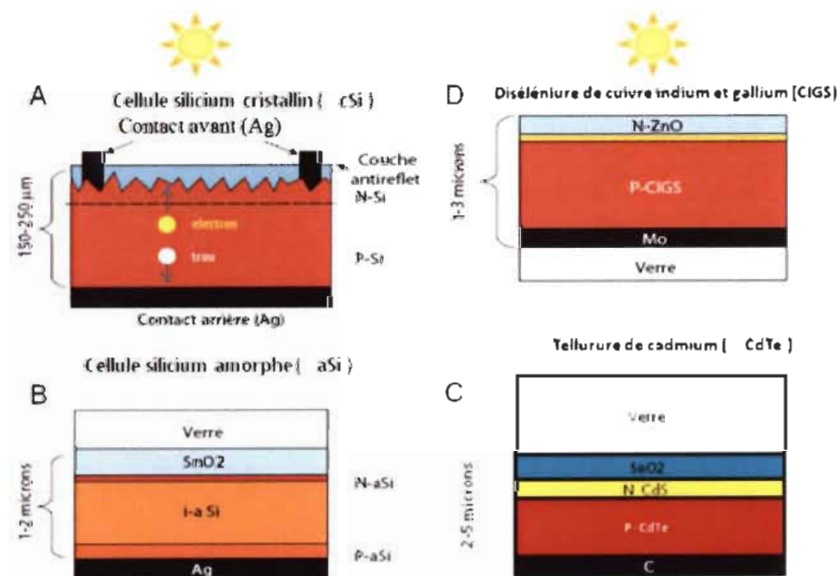 A
Cellule silicium cristallin ( cSi )
Contact avant (Ag)
Couche
antireflet
N-Si
150-250 µm
electron
trou
P-Si
Contact arrière (Ag)
D
Diséléniure de cuivre indium et gallium [CIGS)
N-ZnO
1-3 microns
P-CIGS
Mo
Verre
Cellule silicium amorphe ( aSi )
B
Verre
SmO2
N-aSi
1-2 microns
i-a Si
P-aSi
Ag
Tellurure de cadmium ( CdTe )
C
Verre
SnO2
N CdS
2-5 microns
P-CdTe
C